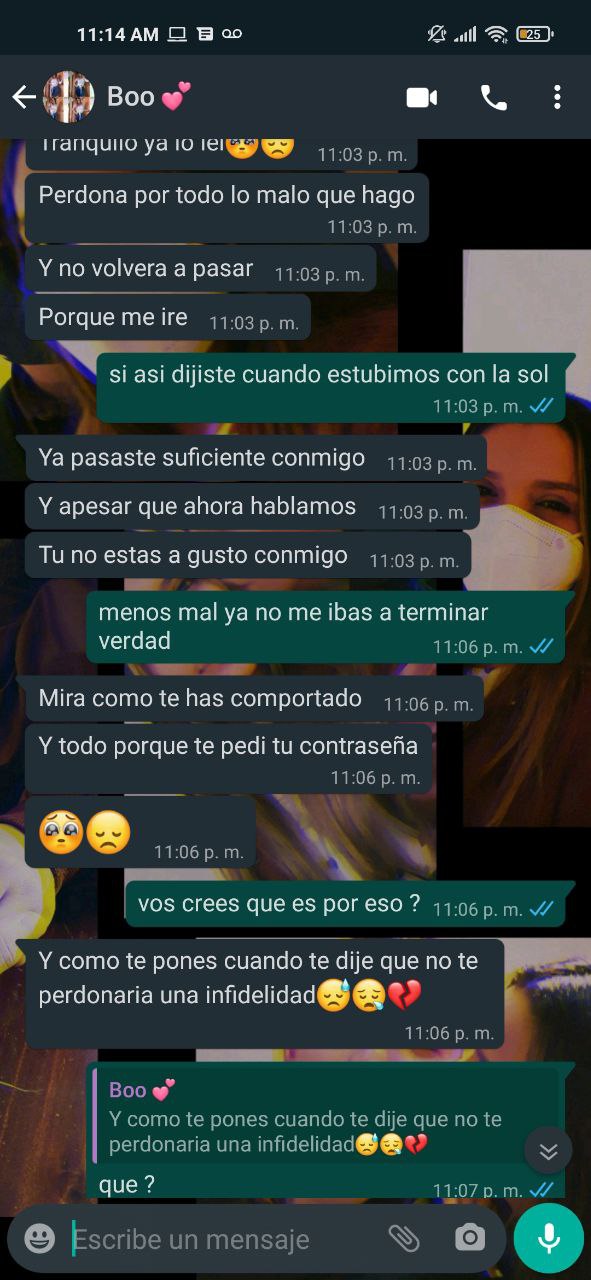 11:14 AM
25
Boo 💕
Tranquilo ya lo lei🥺😞
11:03 p. m.
Perdona por todo lo malo que hago
11:03 p. m.
Y no volvera a pasar 11:03 p. m.
Porque me ire 11:03 p. m.
si asi dijiste cuando estubimos con la sol
11:03 p. m.
Ya pasaste suficiente conmigo 11:03 p. m.
Y apesar que ahora hablamos 11:03 p. m.
Tu no estas a gusto conmigo 11:03 p. m.
menos mal ya no me ibas a terminar
verdad 11:06 p. m.
Mira como te has comportado 11:06 p. m.
Y todo porque te pedi tu contraseña
11:06 p. m.
🥺😞 11:06 p. m.
vos crees que es por eso ? 11:06 p. m.
Y como te pones cuando te dije que no te
perdonaria una infidelidad😓😪💔
11:06 p. m.
Boo 💕
Y como te pones cuando te dije que no te
perdonaria una infidelidad😓😪💔
que ? 11:07 p. m.
Escribe un mensaje